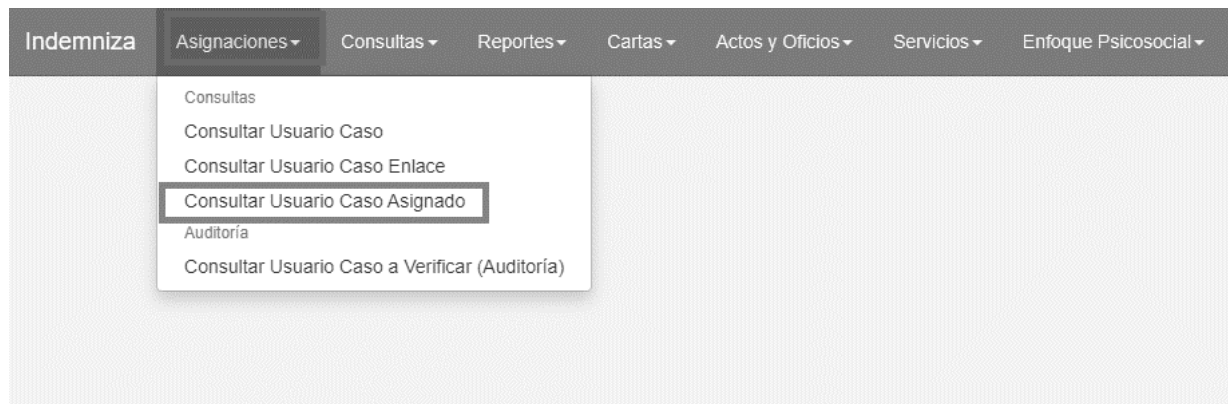 Indemniza Asignaciones Consultas Reportes Cartas Actos y Oficios Servicios Enfoque Psicosocial
Consultas
Consultar Usuario Caso
Consultar Usuario Caso Enlace
Consultar Usuario Caso Asignado
Auditoría
Consultar Usuario Caso a Verificar (Auditoría)